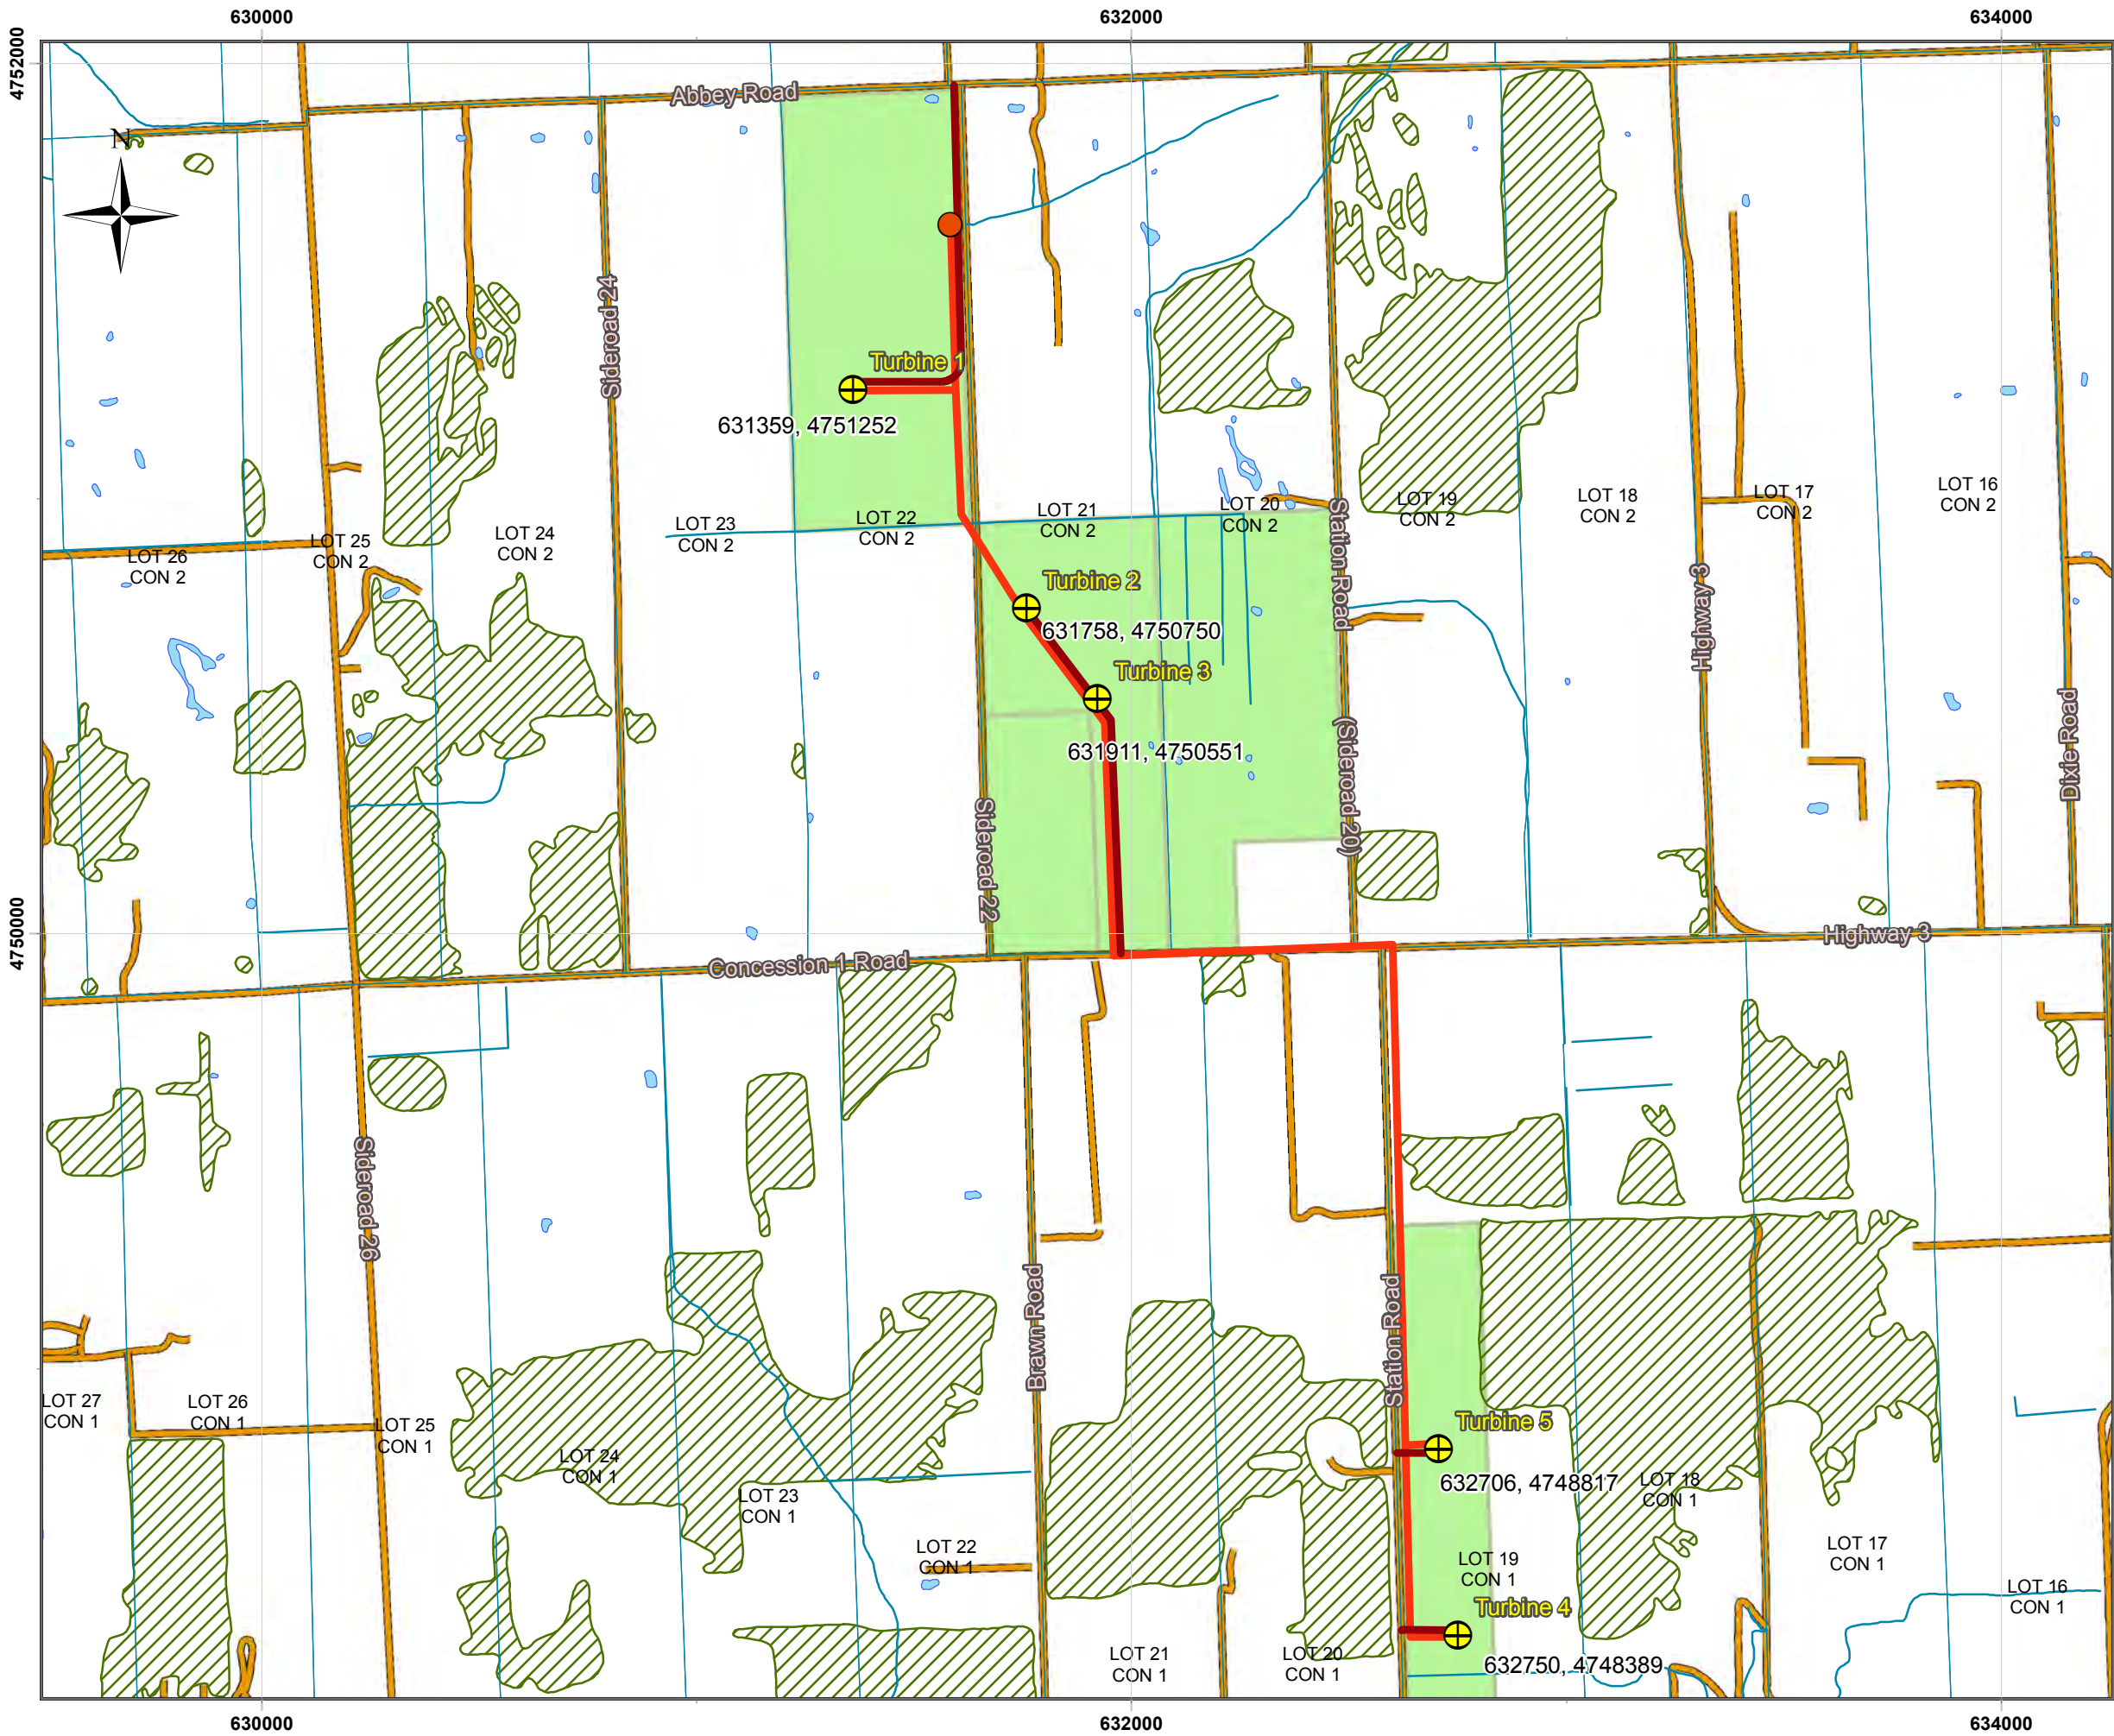 630000
632000
634000
4752000
Abbey Road
N
Sideroad 24
Turbine 1
631359, 4751252
LOT 26
CON 2
LOT 25
CON 2
LOT 24
CON 2
LOT 23
CON 2
LOT 22
CON 2
LOT 21
CON 2
LOT 20
CON 2
LOT 19
CON 2
LOT 18
CON 2
LOT 17
CON 2
LOT 16
CON 2
Station Road
(Sideroad 20)
Highway 3
Turbine 2
631758, 4750750
Turbine 3
631911, 4750551
Dixie Road
Sideroad 22
4750000
Concession 1 Road
Highway 3
Sideroad 26
Brawn Road
Station Road
LOT 27
CON 1
LOT 26
CON 1
LOT 25
CON 1
LOT 24
CON 1
LOT 23
CON 1
LOT 22
CON 1
Turbine 5
632706, 4748817
LOT 18
CON 1
LOT 19
CON 1
LOT 17
CON 1
LOT 16
CON 1
Turbine 4
632750, 4748389
LOT 21
CON 1
LOT 20
CON 1
630000
632000
634000